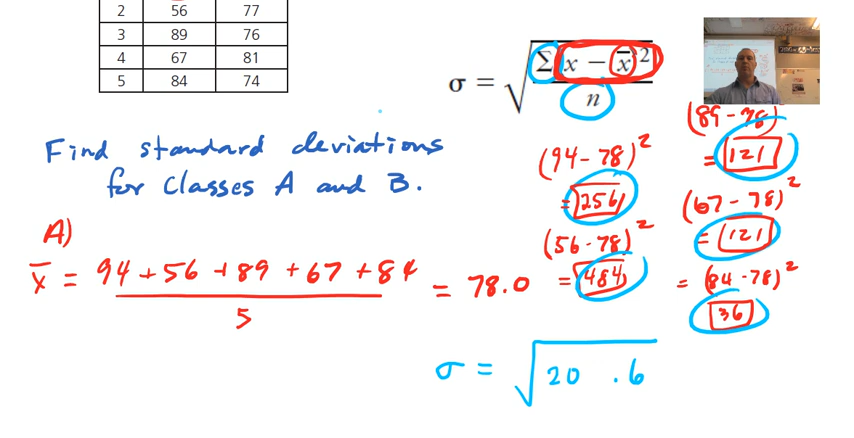 2 56 77
3 89 76
4 67 81
5 84 74
σ = √(Σ(x − x̄)² / n)
Find standard deviations
for Classes A and B.
A)
x̄ = (94 + 56 + 89 + 67 + 84) / 5 = 78.0
(94 - 78)²
= 256
(56 - 78)²
= 484
(89 - 78)
= 121
(67 - 78)²
= 121
= (84 - 78)²
36
σ = √20 .6